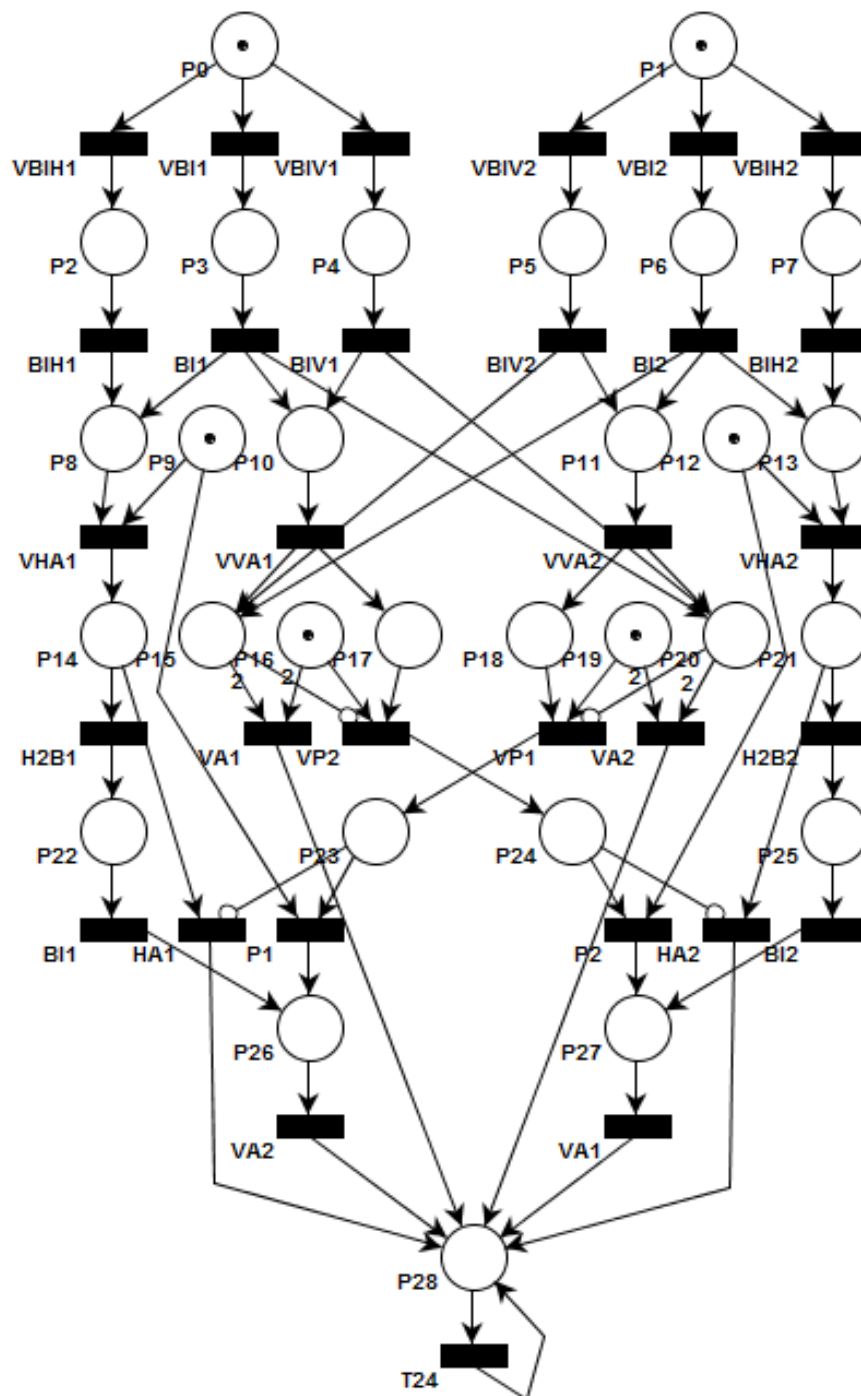 P0 P1
VBIH1 VBI1 VBIV1 VBIV2 VBI2 VBIH2
P2 P3 P4 P5 P6 P7
BIH1 BI1 BIV1 BIV2 BI2 BIH2
P8 P9 P10 P11 P12 P13
VHA1 VVA1 VVA2 VHA2
P14 P15 P16 P17 P18 P19 P20 P21
2 2 2 2
H2B1 VA1 VP2 VP1 VA2 H2B2
P22 P23 P24 P25
BI1 HA1 P1 P2 HA2 BI2
P26 P27
VA2 VA1
P28
T24